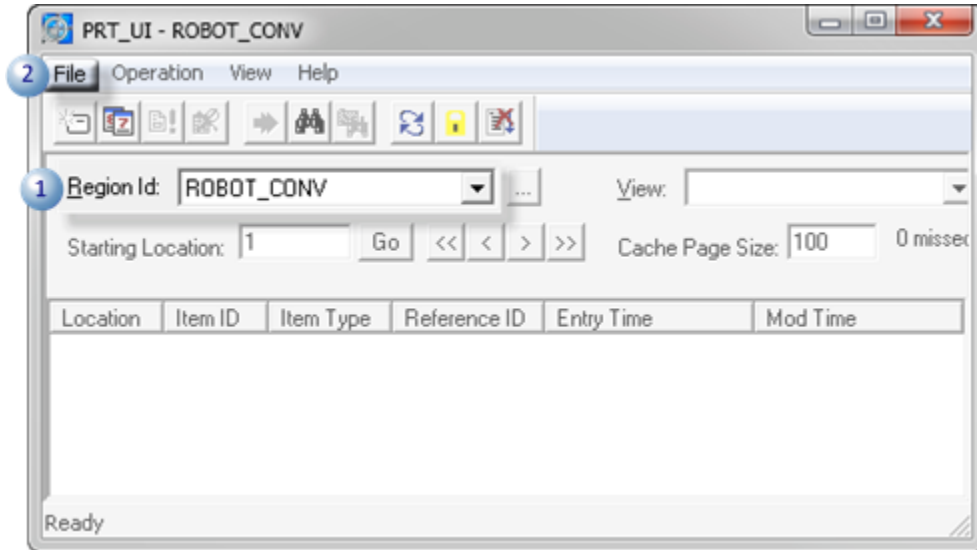 PRT_UI - ROBOT_CONV
2 File Operation View Help
1 Region Id: ROBOT_CONV ... View:
Starting Location: 1 Go << < > >> Cache Page Size: 100 0 missed
Location Item ID Item Type Reference ID Entry Time Mod Time
Ready